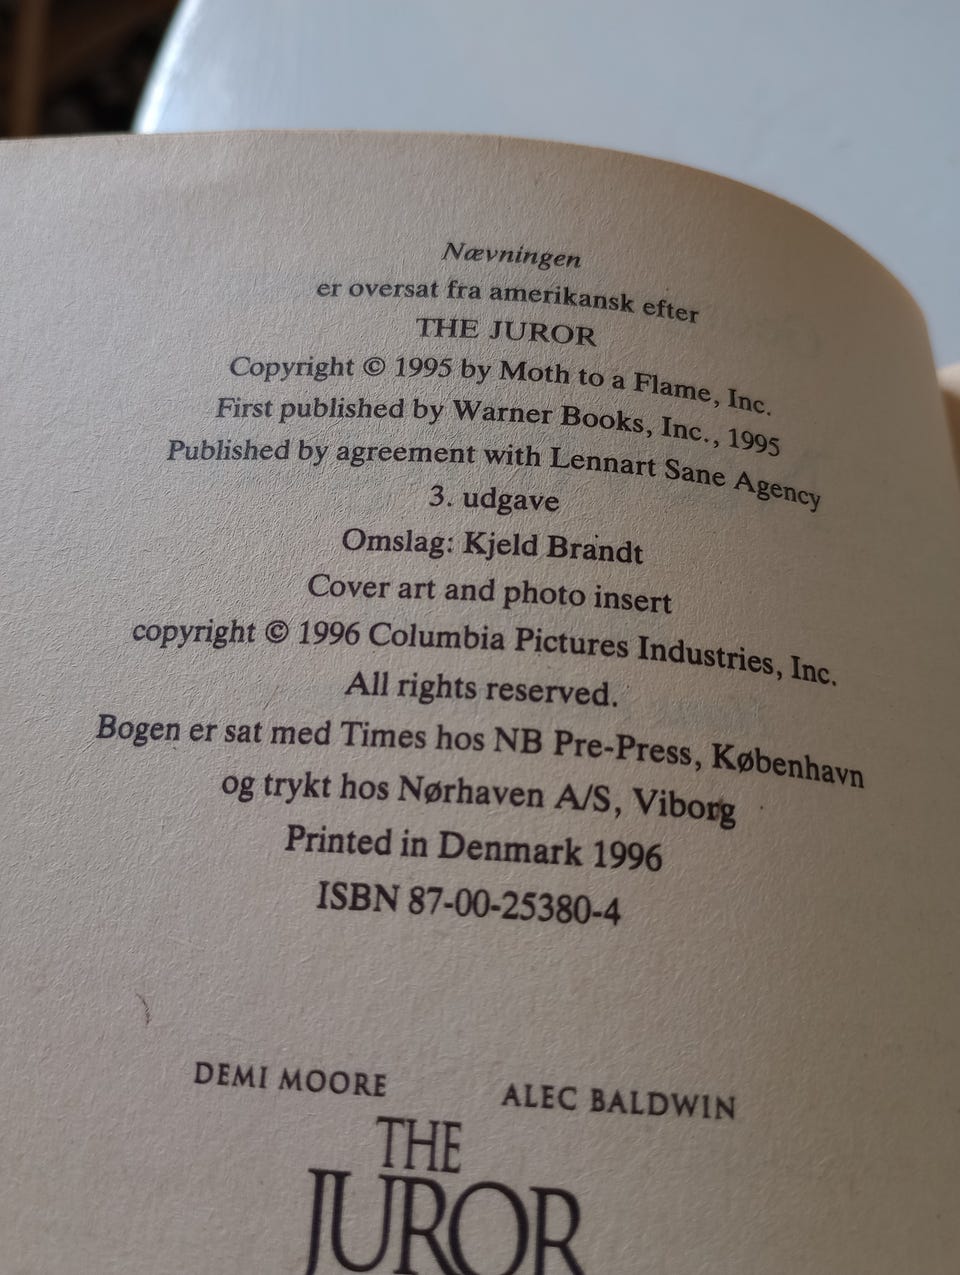 Nævningen
er oversat fra amerikansk efter
THE JUROR
Copyright © 1995 by Moth to a Flame, Inc.
First published by Warner Books, Inc., 1995
Published by agreement with Lennart Sane Agency
3. udgave
Omslag: Kjeld Brandt
Cover art and photo insert
copyright © 1996 Columbia Pictures Industries, Inc.
All rights reserved.
Bogen er sat med Times hos NB Pre-Press, København
og trykt hos Nørhaven A/S, Viborg
Printed in Denmark 1996
ISBN 87-00-25380-4
DEMI MOORE ALEC BALDWIN
THE
JUROR